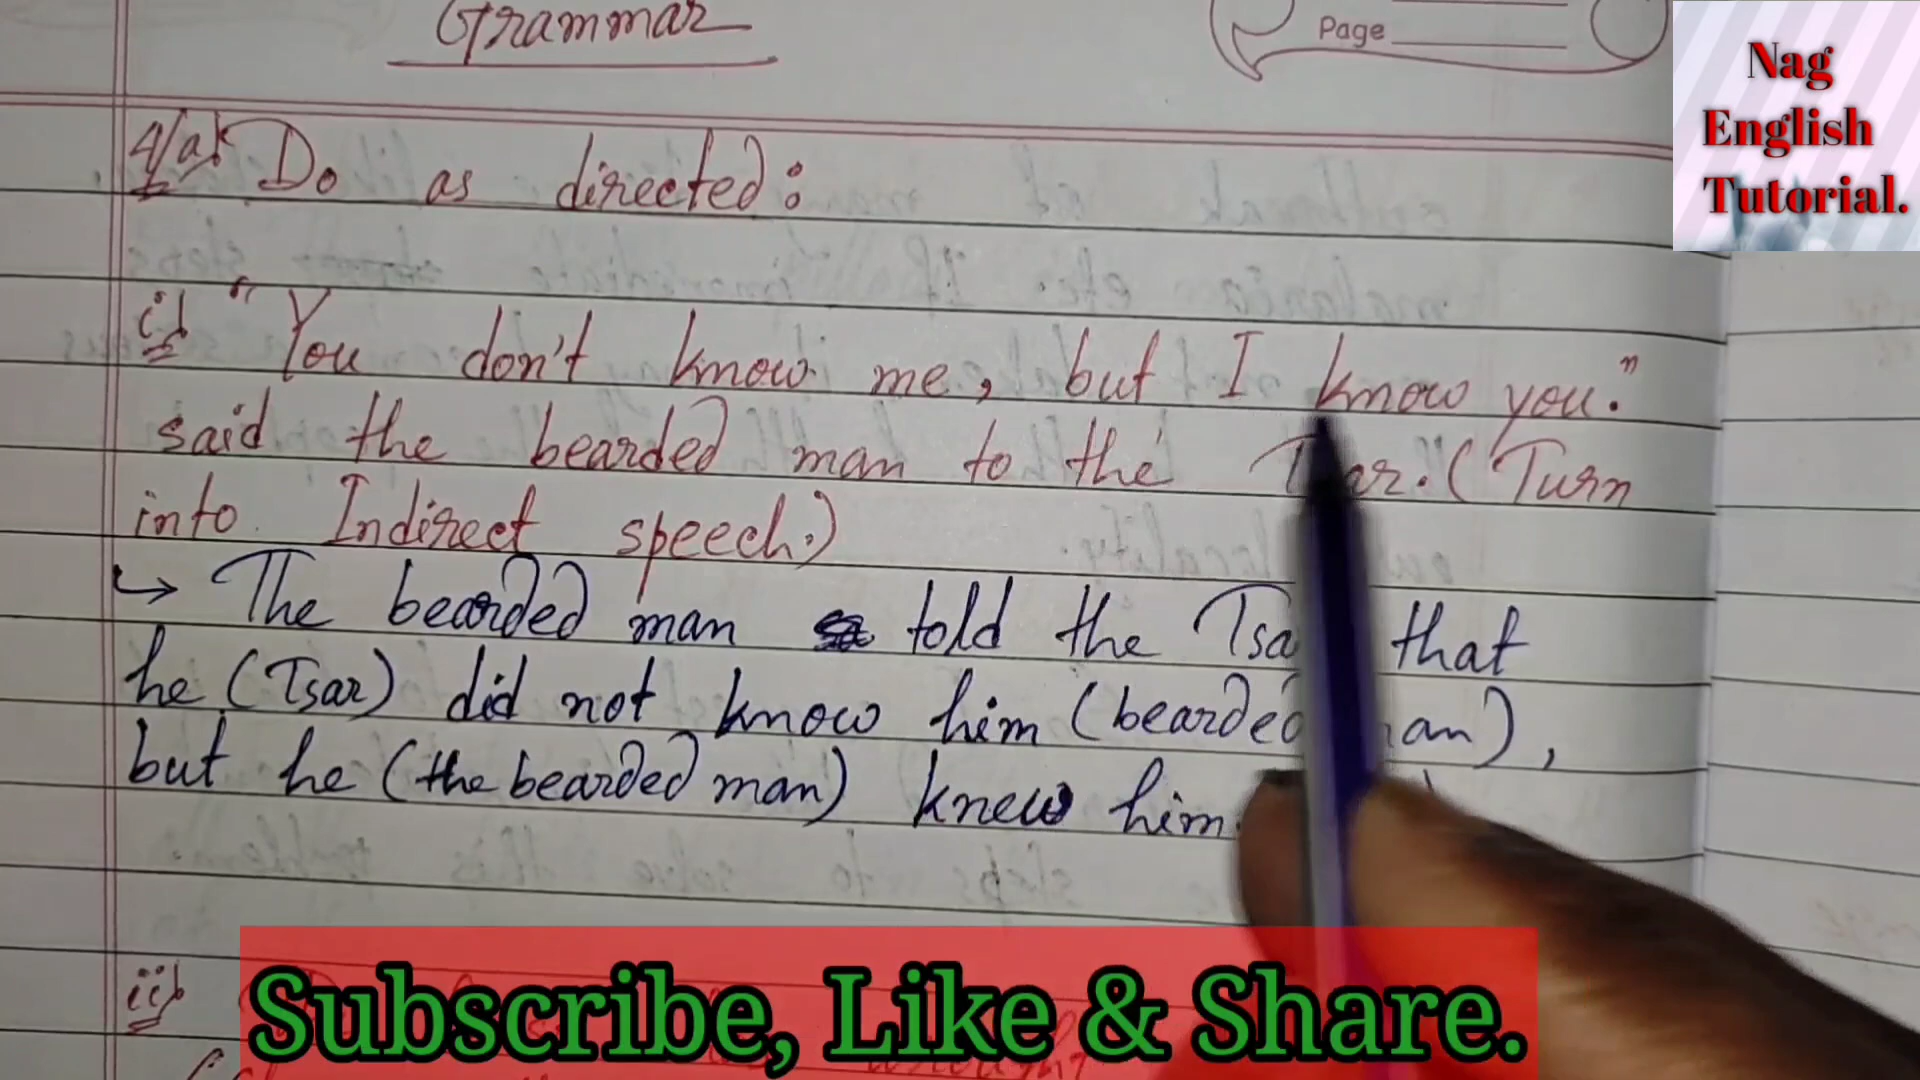 Grammar
Page
4/a) Do as directed:
i) "You don't know me, but I know you."
said the bearded man to the Tsar. (Turn
into Indirect speech.)
→ The bearded man told the Tsar that
he (Tsar) did not know him (bearded man),
but he (the bearded man) knew him
ii)
Subscribe, Like & Share.
Nag
English
Tutorial.